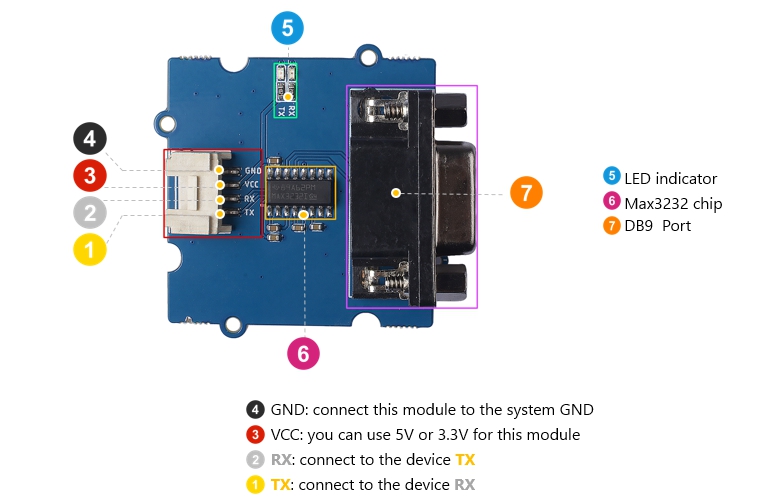 5
TX RX
4
3
2
1
GND
VCC
RX
TX
MAX3232
7
6
5 LED indicator
6 Max3232 chip
7 DB9 Port
4 GND: connect this module to the system GND
3 VCC: you can use 5V or 3.3V for this module
2 RX: connect to the device TX
1 TX: connect to the device RX